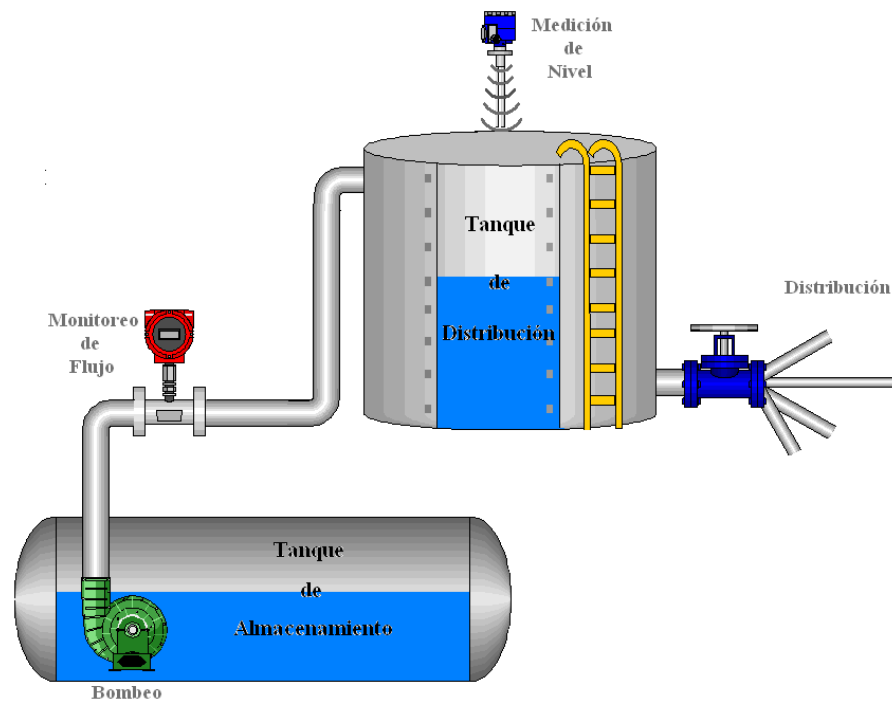 Medición
de
Nivel
Tanque
de
Distribución
Distribución
Monitoreo
de
Flujo
Tanque
de
Almacenamiento
Bombeo